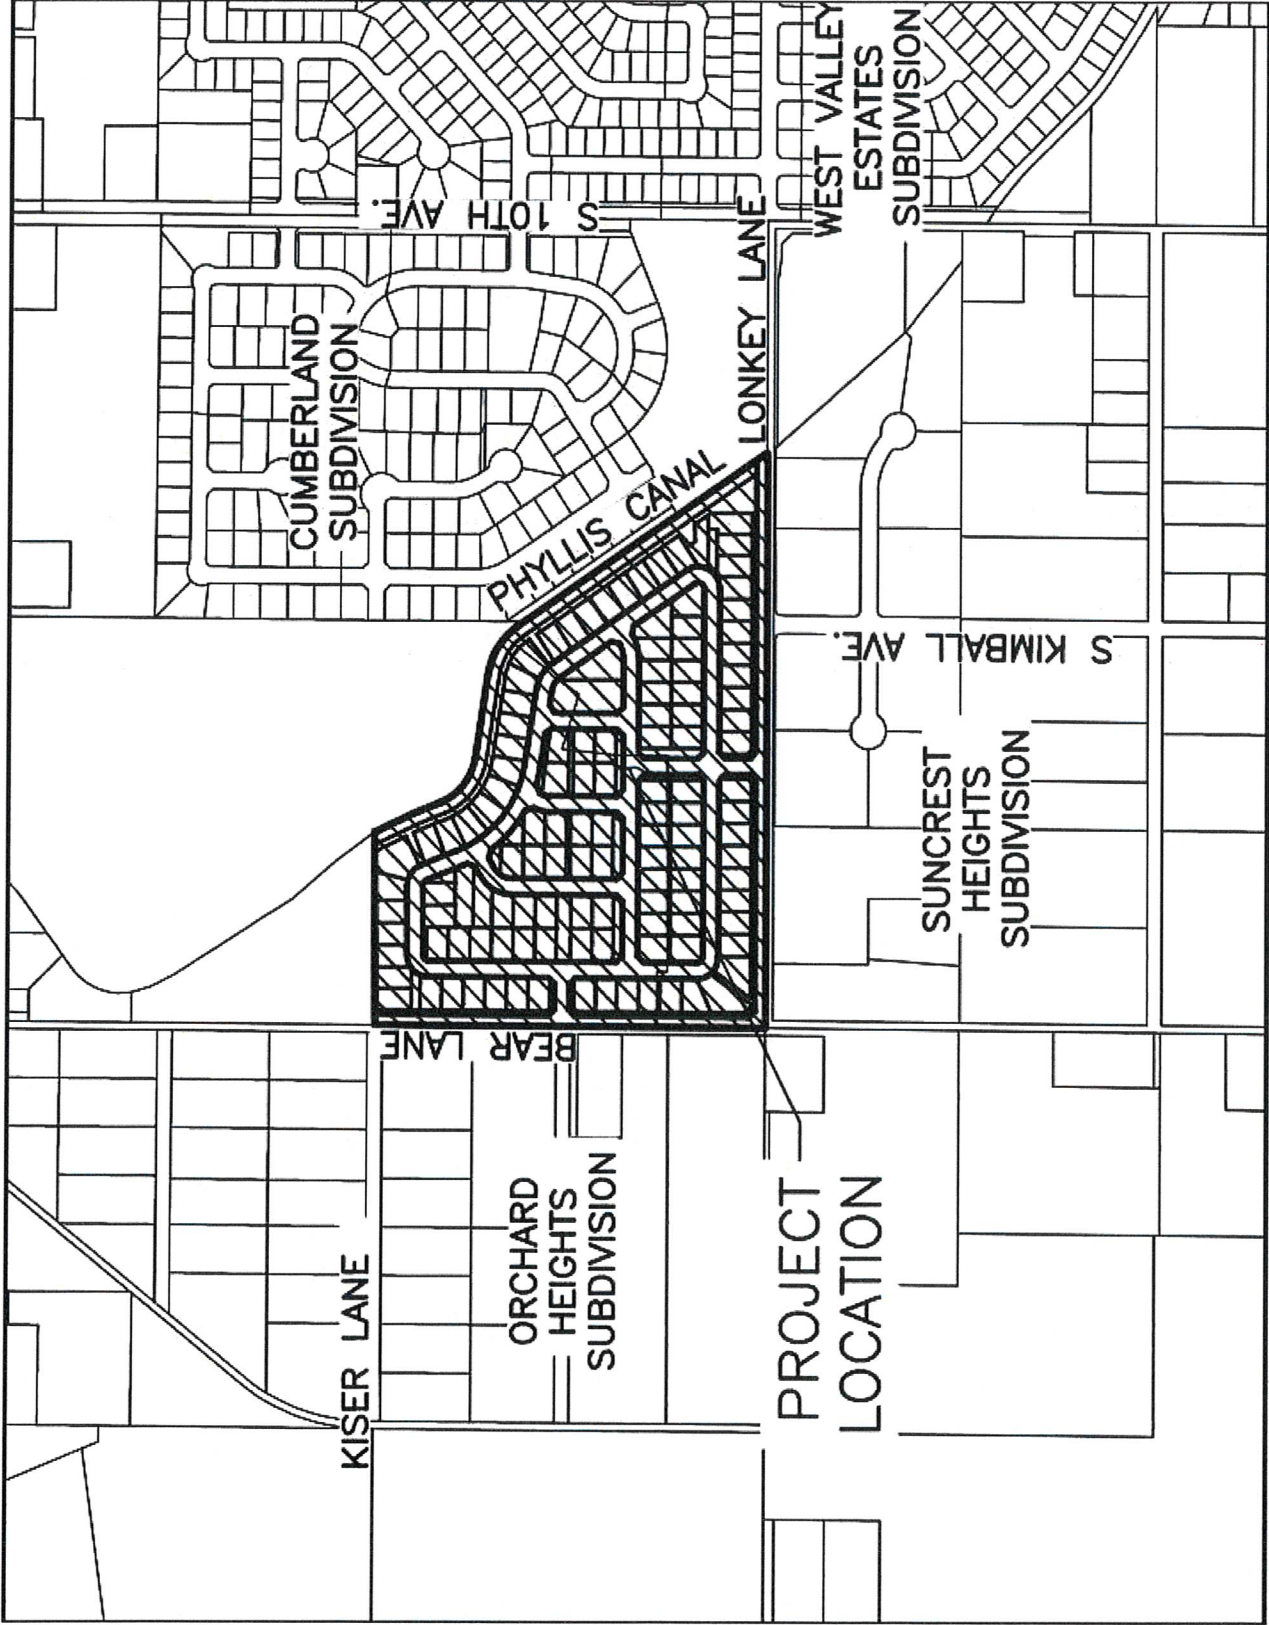 WEST VALLEY
ESTATES
SUBDIVISION
S 10TH AVE.
LONKEY LANE
CUMBERLAND
SUBDIVISION
PHYLLIS CANAL
S KIMBALL AVE.
SUNCREST
HEIGHTS
SUBDIVISION
BEAR LANE
ORCHARD
HEIGHTS
SUBDIVISION
KISER LANE
PROJECT
LOCATION